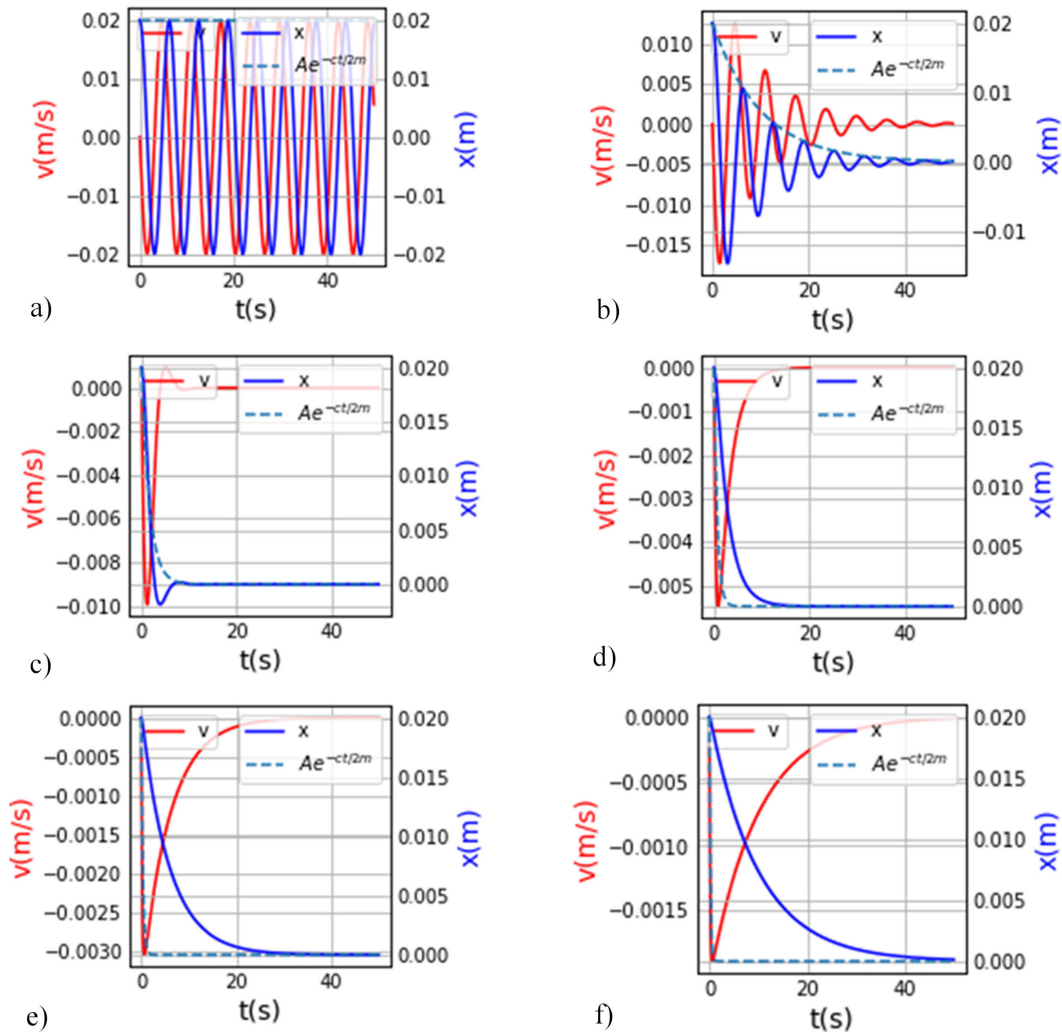 0.02
0.01
0.00
−0.01
−0.02
v(m/s)
v
x
Ae^{-ct/2m}
0.02
0.01
0.00
−0.01
−0.02
x(m)
0
20
40
t(s)
a)
0.010
0.005
0.000
−0.005
−0.010
−0.015
v(m/s)
v
x
Ae^{-ct/2m}
0.02
0.01
0.00
−0.01
x(m)
0
20
40
t(s)
b)
0.000
−0.002
−0.004
−0.006
−0.008
−0.010
v(m/s)
v
x
Ae^{-ct/2m}
0.020
0.015
0.010
0.005
0.000
x(m)
0
20
40
t(s)
c)
0.000
−0.001
−0.002
−0.003
−0.004
−0.005
v(m/s)
v
x
Ae^{-ct/2m}
0.020
0.015
0.010
0.005
0.000
x(m)
0
20
40
t(s)
d)
0.0000
−0.0005
−0.0010
−0.0015
−0.0020
−0.0025
−0.0030
v(m/s)
v
x
Ae^{-ct/2m}
0.020
0.015
0.010
0.005
0.000
x(m)
0
20
40
t(s)
e)
0.0000
−0.0005
−0.0010
−0.0015
v(m/s)
v
x
Ae^{-ct/2m}
0.020
0.015
0.010
0.005
0.000
x(m)
0
20
40
t(s)
f)